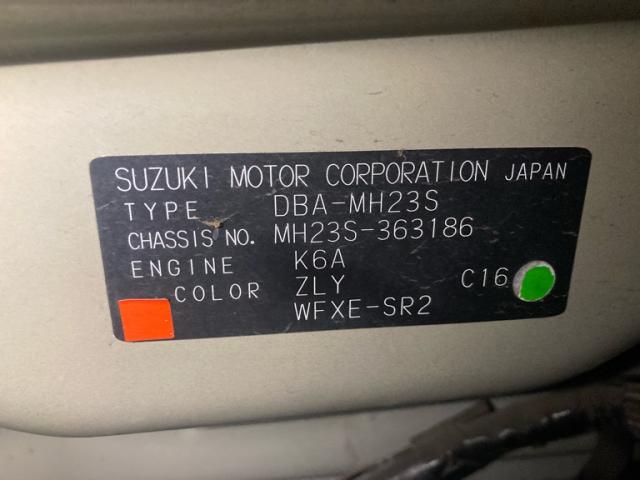 SUZUKI MOTOR CORPORATION JAPAN
TYPE DBA-MH23S
CHASSIS NO. MH23S-363186
ENGINE K6A
COLOR ZLY C16
WFXE-SR2